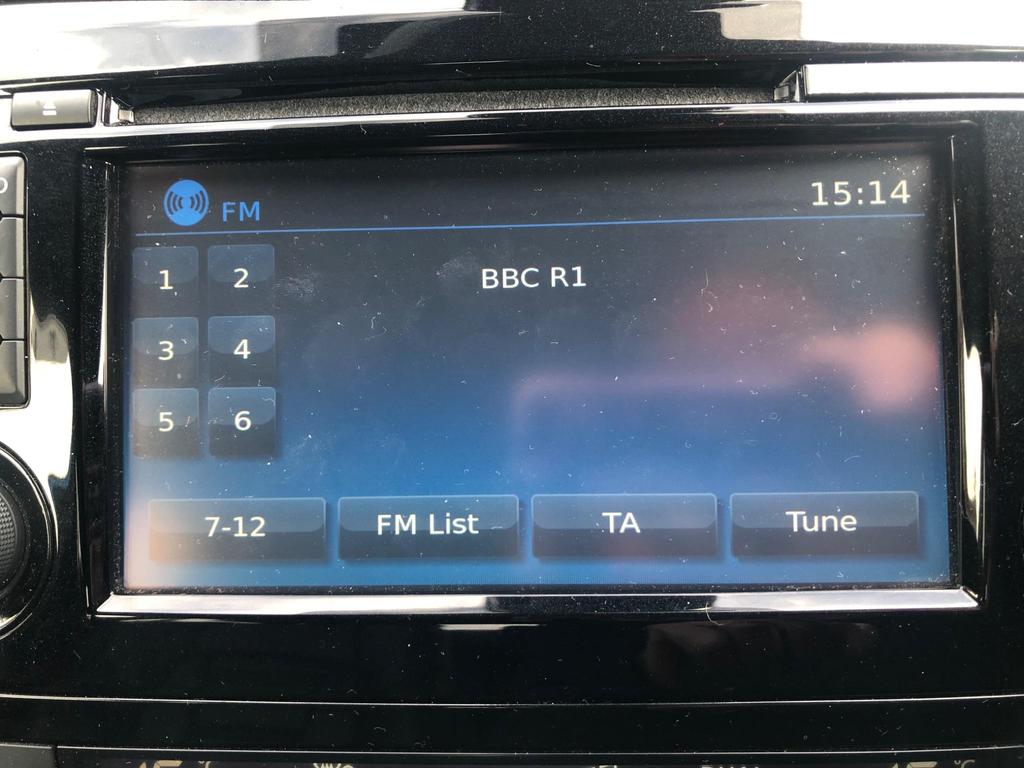 FM
15:14
1 2
BBC R1
3 4
5 6
7-12 FM List TA Tune